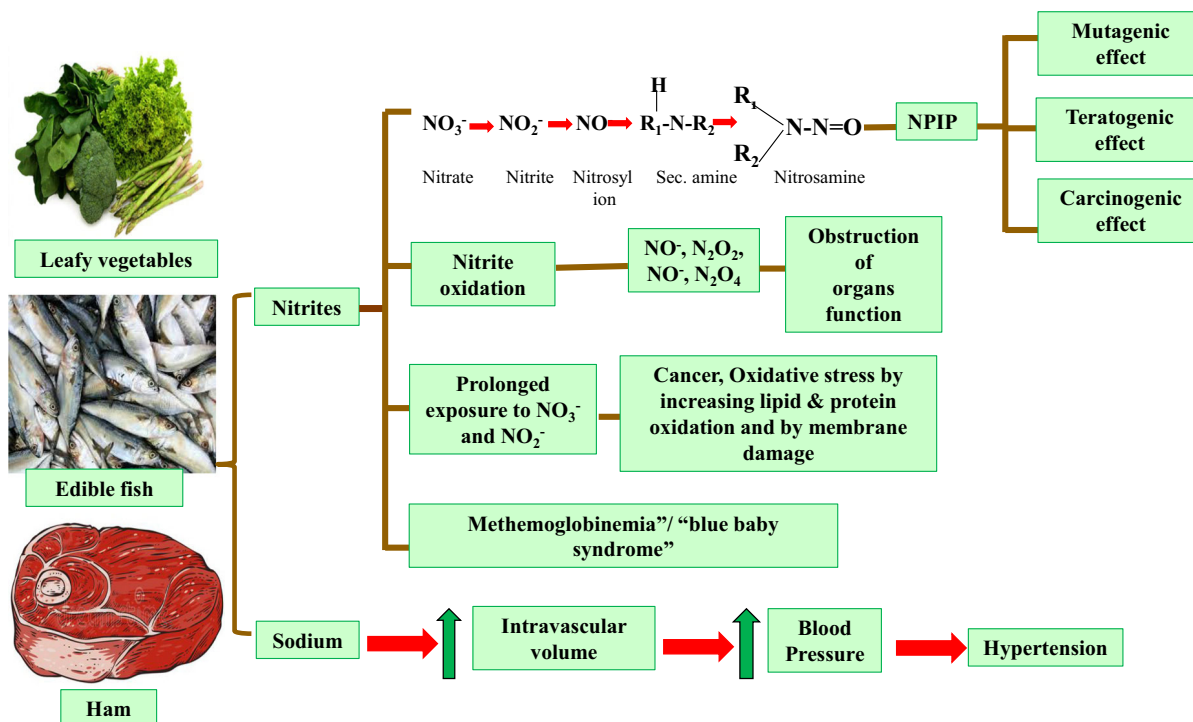 Leafy vegetables
Edible fish
Ham
Nitrites
Sodium
H
NO₃⁻ NO₂⁻ NO R₁-N-R₂
R₁
R₂
N-N=O
Nitrate Nitrite Nitrosyl ion Sec. amine Nitrosamine
NPIP
Mutagenic
effect
Teratogenic
effect
Carcinogenic
effect
Nitrite
oxidation
NO⁻, N₂O₂,
NO⁻, N₂O₄
Obstruction
of
organs
function
Prolonged
exposure to NO₃⁻
and NO₂⁻
Cancer, Oxidative stress by
increasing lipid & protein
oxidation and by membrane
damage
Methemoglobinemia”/ “blue baby
syndrome”
Intravascular
volume
Blood
Pressure
Hypertension